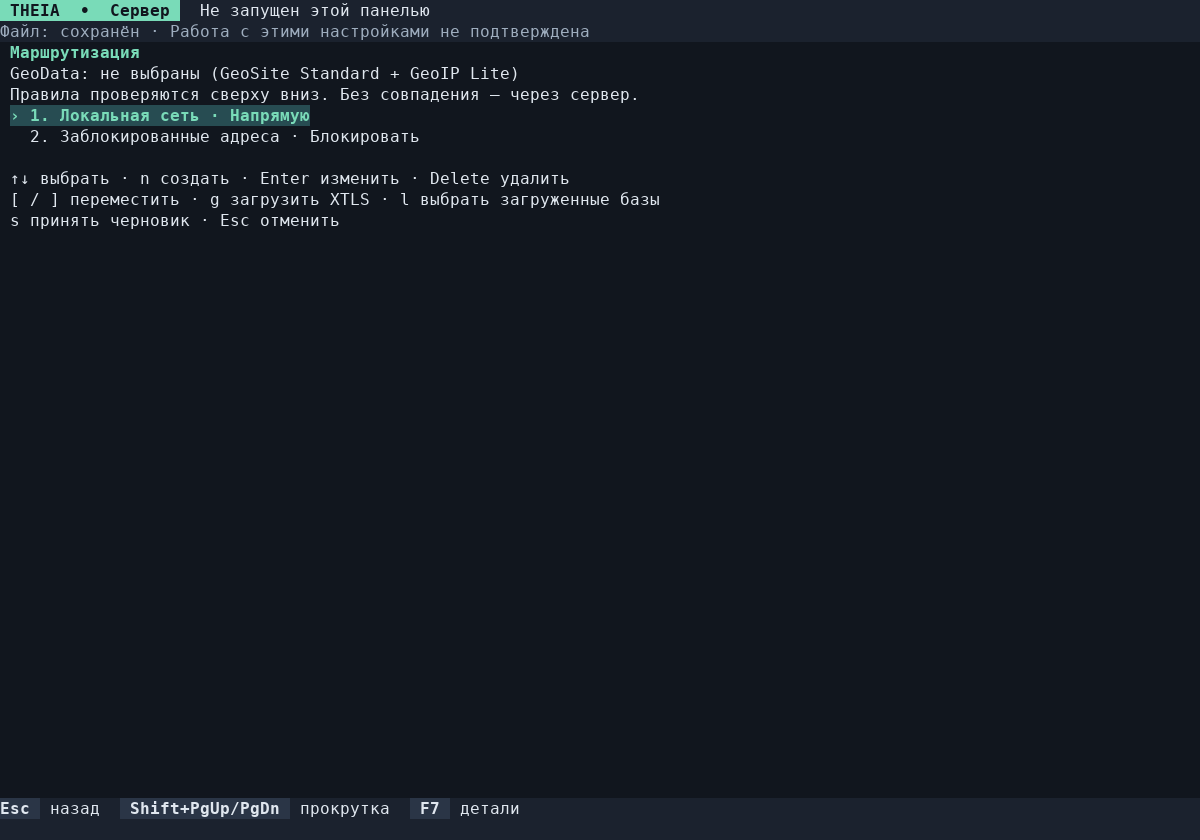 THEIA • Сервер Не запущен этой панелью
Файл: сохранён · Работа с этими настройками не подтверждена
Маршрутизация
GeoData: не выбраны (GeoSite Standard + GeoIP Lite)
Правила проверяются сверху вниз. Без совпадения — через сервер.
› 1. Локальная сеть · Напрямую
2. Заблокированные адреса · Блокировать
↑↓ выбрать · n создать · Enter изменить · Delete удалить
[ / ] переместить · g загрузить XTLS · l выбрать загруженные базы
s принять черновик · Esc отменить
Esc назад Shift+PgUp/PgDn прокрутка F7 детали